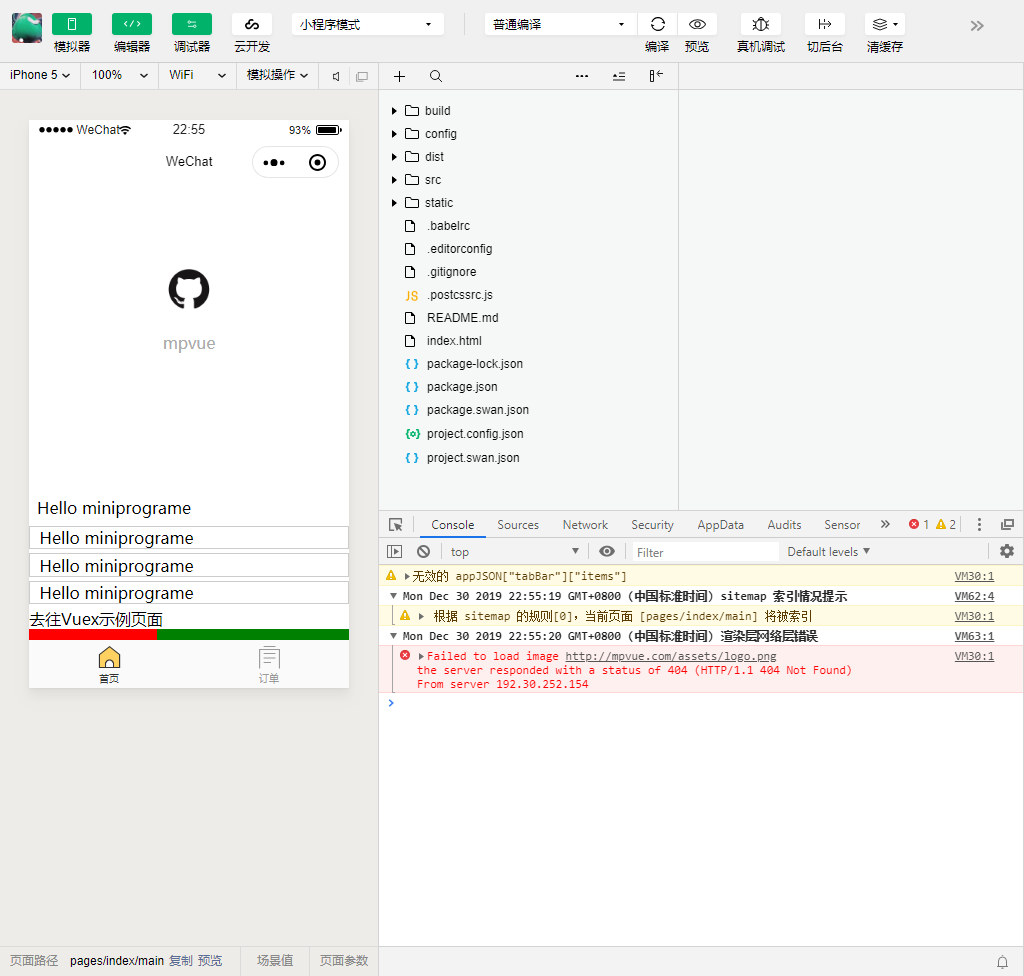 小程序模式 普通编译
模拟器 编辑器 调试器 云开发 编译 预览 真机调试 切后台 清缓存
iPhone 5 100% WiFi 模拟操作
WeChat 22:55 93%
WeChat
mpvue
Hello miniprograme
Hello miniprograme
Hello miniprograme
Hello miniprograme
去往Vuex示例页面
首页 订单
build
config
dist
src
static
.babelrc
.editorconfig
.gitignore
JS .postcssrc.js
README.md
index.html
{ } package-lock.json
{ } package.json
{ } package.swan.json
project.config.json
{ } project.swan.json
Console Sources Network Security AppData Audits Sensor 1 2
top Filter Default levels
无效的 appJSON["tabBar"]["items"] VM30:1
Mon Dec 30 2019 22:55:19 GMT+0800 (中国标准时间) sitemap 索引情况提示 VM62:4
根据 sitemap 的规则[0]，当前页面 [pages/index/main] 将被索引 VM30:1
Mon Dec 30 2019 22:55:20 GMT+0800 (中国标准时间) 渲染层网络层错误 VM63:1
Failed to load image http://mpvue.com/assets/logo.png VM30:1
the server responded with a status of 404 (HTTP/1.1 404 Not Found)
From server 192.30.252.154
页面路径 pages/index/main 复制 预览 场景值 页面参数